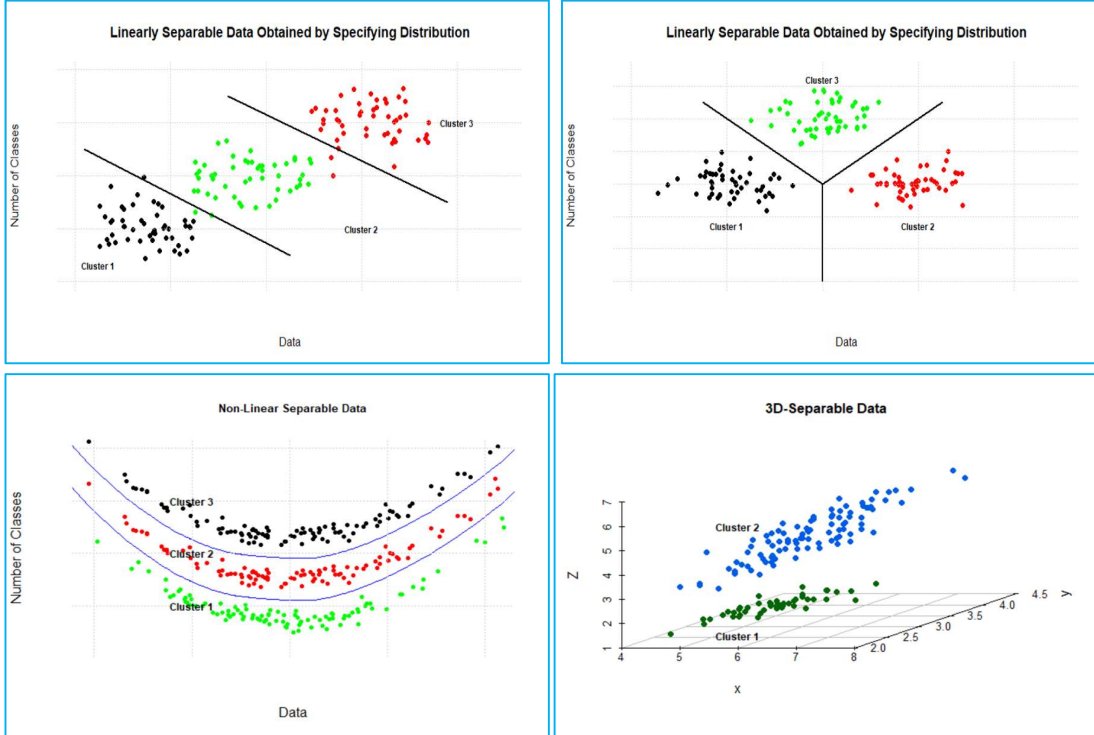 Linearly Separable Data Obtained by Specifying Distribution
Number of Classes
Cluster 3
Cluster 2
Cluster 1
Data
Linearly Separable Data Obtained by Specifying Distribution
Number of Classes
Cluster 3
Cluster 1
Cluster 2
Data
Non-Linear Separable Data
Number of Classes
Cluster 3
Cluster 2
Cluster 1
Data
3D-Separable Data
Z
7
6
5
4
3
2
1
Cluster 2
Cluster 1
4
5
6
7
8
x
2.0
2.5
3.0
3.5
4.0
4.5
y